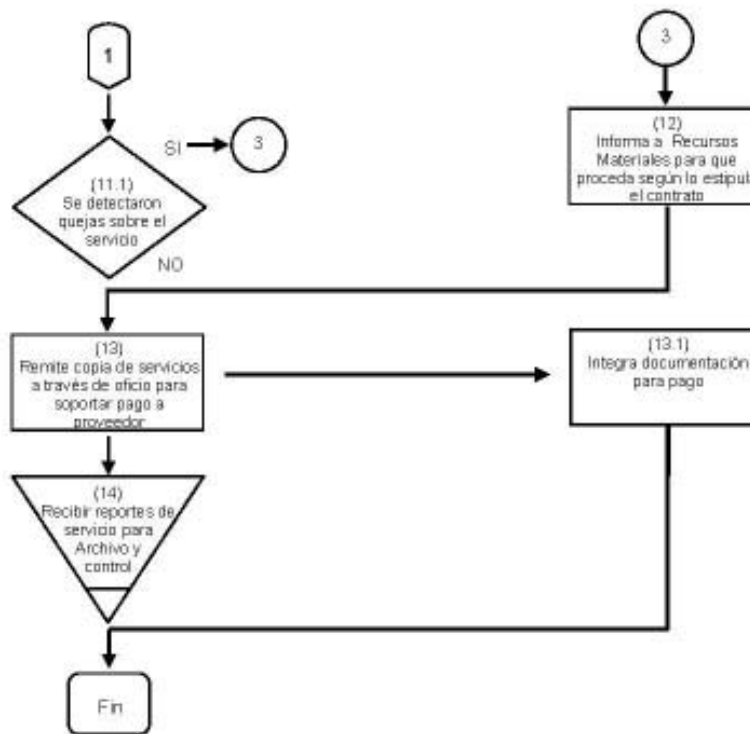 1
SI
3
(11.1)
Se detectaron
quejas sobre el
servicio
NO
3
(12)
Informa a Recursos
Materiales para que
proceda según lo estipula
el contrato
(13)
Remite copia de servicios
a través de oficio para
soportar pago a
proveedor
(13.1)
Integra documentación
para pago
(14)
Recibir reportes de
servicio para
Archivo y
control
Fin